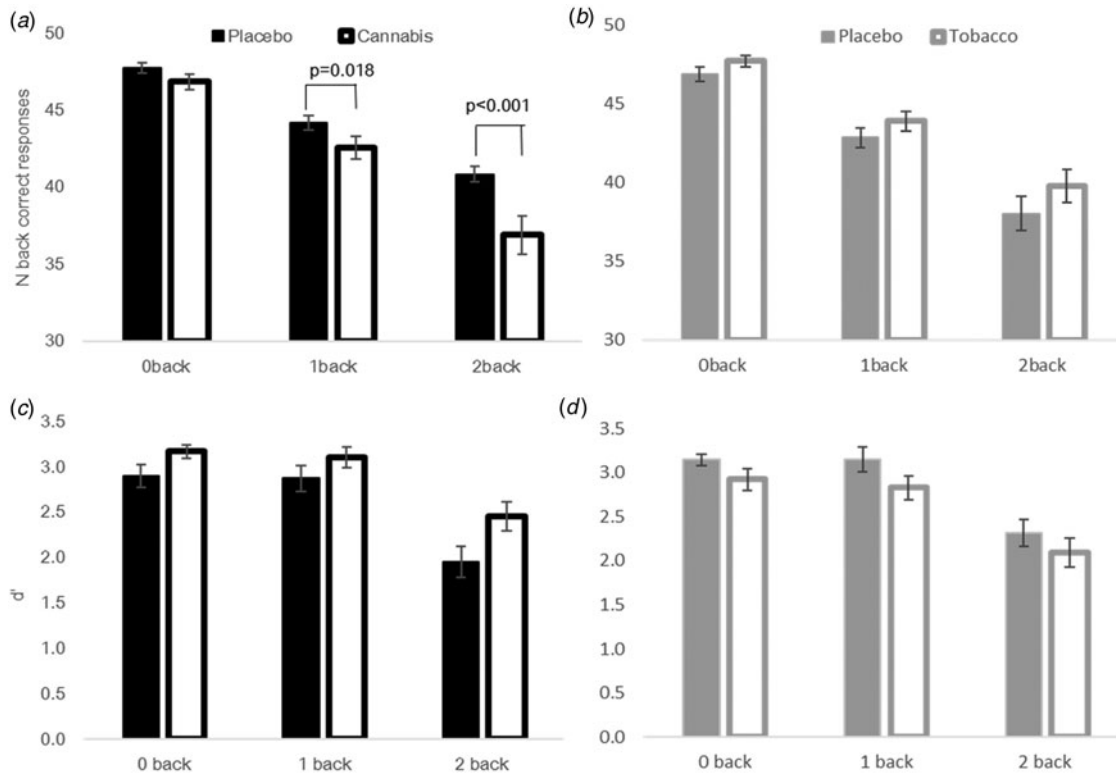 (a)
Placebo Cannabis
50
45
40
35
30
N back correct responses
p=0.018
p<0.001
0back 1back 2back
(b)
Placebo Tobacco
50
45
40
35
30
0back 1back 2back
(c)
3.5
3.0
2.5
2.0
1.5
1.0
0.5
0.0
d'
0 back 1 back 2 back
(d)
3.5
3.0
2.5
2.0
1.5
1.0
0.5
0.0
0 back 1 back 2 back